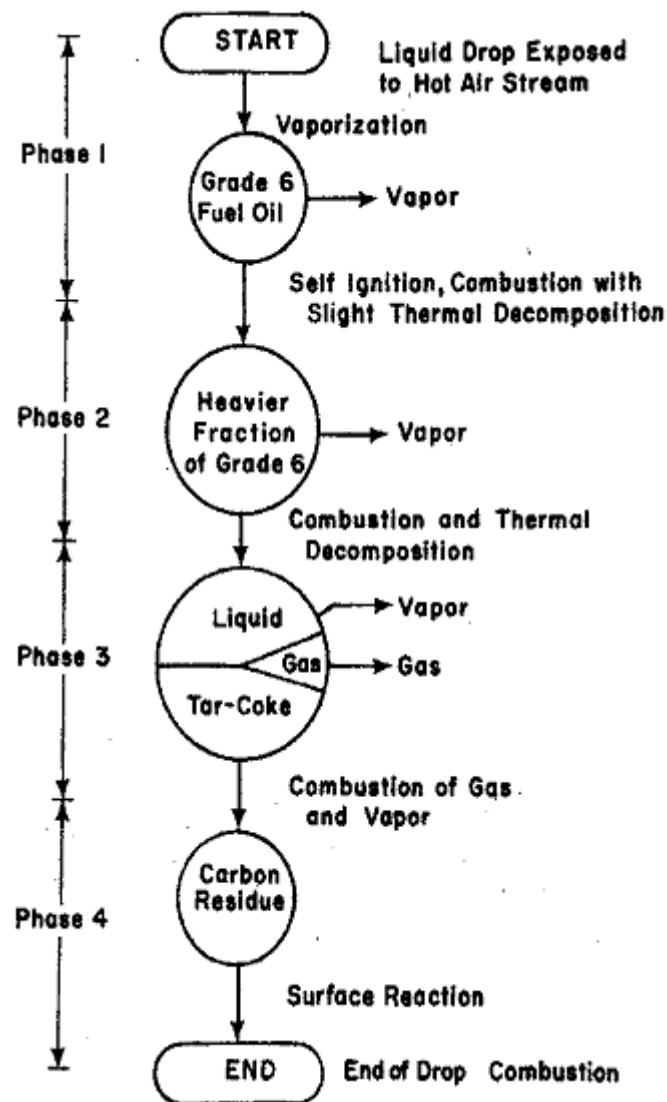 START
Liquid Drop Exposed
to Hot Air Stream
Vaporization
Phase 1
Grade 6
Fuel Oil
Vapor
Self Ignition, Combustion with
Slight Thermal Decomposition
Phase 2
Heavier
Fraction
of Grade 6
Vapor
Combustion and Thermal
Decomposition
Phase 3
Liquid
Vapor
Gas
Gas
Tar-Coke
Combustion of Gas
and Vapor
Phase 4
Carbon
Residue
Surface Reaction
END
End of Drop Combustion